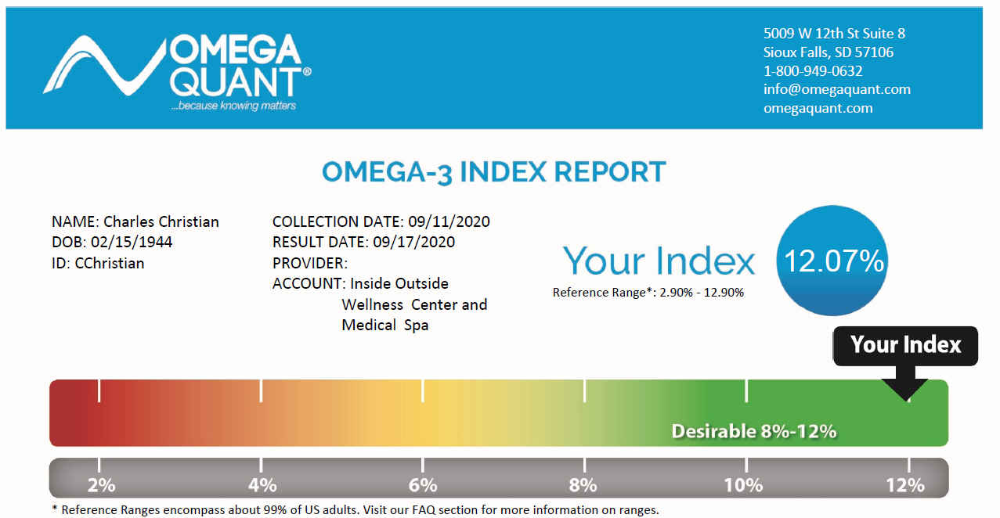 OMEGA
QUANT®
...because knowing matters
5009 W 12th St Suite 8
Sioux Falls, SD 57106
1-800-949-0632
info@omegaquant.com
omegaquant.com
OMEGA-3 INDEX REPORT
NAME: Charles Christian
DOB: 02/15/1944
ID: CChristian
COLLECTION DATE: 09/11/2020
RESULT DATE: 09/17/2020
PROVIDER:
ACCOUNT: Inside Outside
Wellness Center and
Medical Spa
Your Index
12.07%
Reference Range*: 2.90% - 12.90%
Your Index
Desirable 8%-12%
2% 4% 6% 8% 10% 12%
* Reference Ranges encompass about 99% of US adults. Visit our FAQ section for more information on ranges.